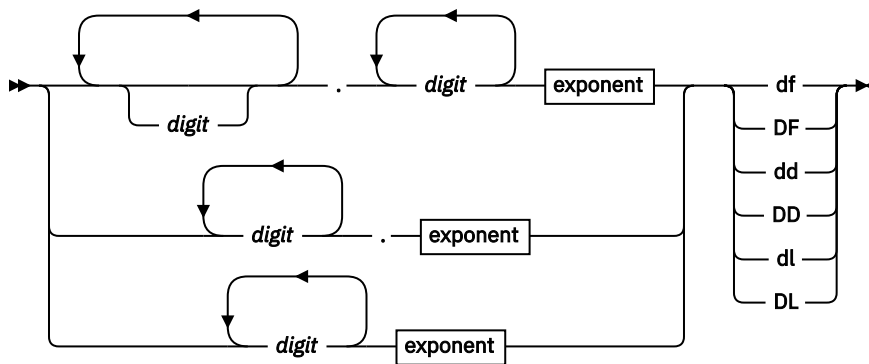 . digit exponent df
digit DF
dd
DD
digit . exponent
dl
DL
digit exponent